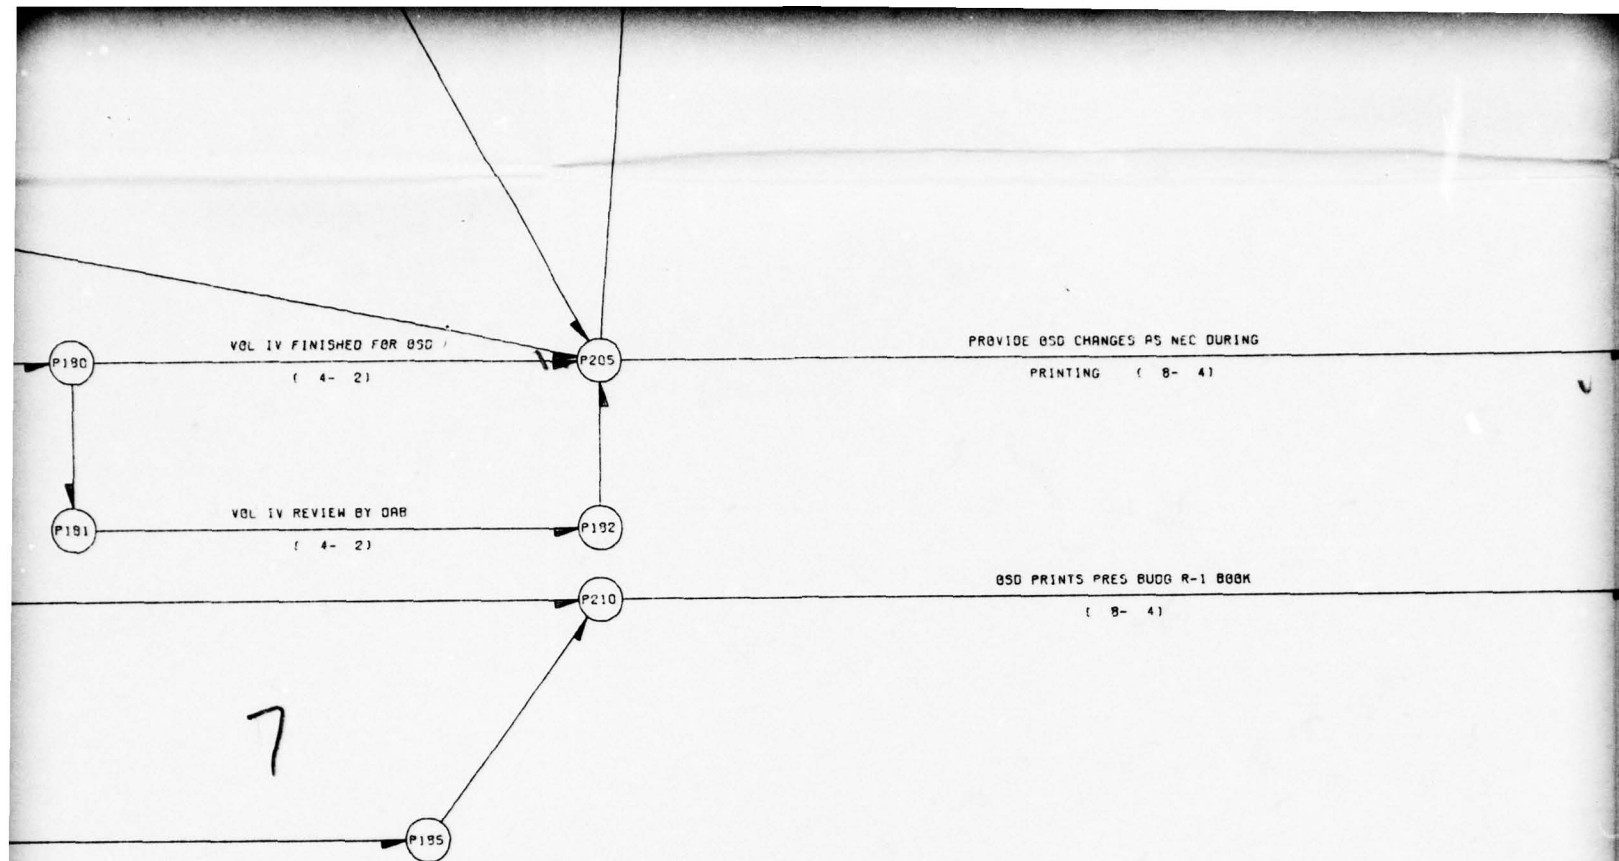 VOL IV FINISHED FOR OSD
PROVIDE OSD CHANGES AS NEC DURING
P190
P205
( 4- 2)
PRINTING ( 8- 4)
VOL IV REVIEW BY DAB
P191
P192
( 4- 2)
OSD PRINTS PRES BUDG R-1 BOOK
P210
( 8- 4)
7
P195